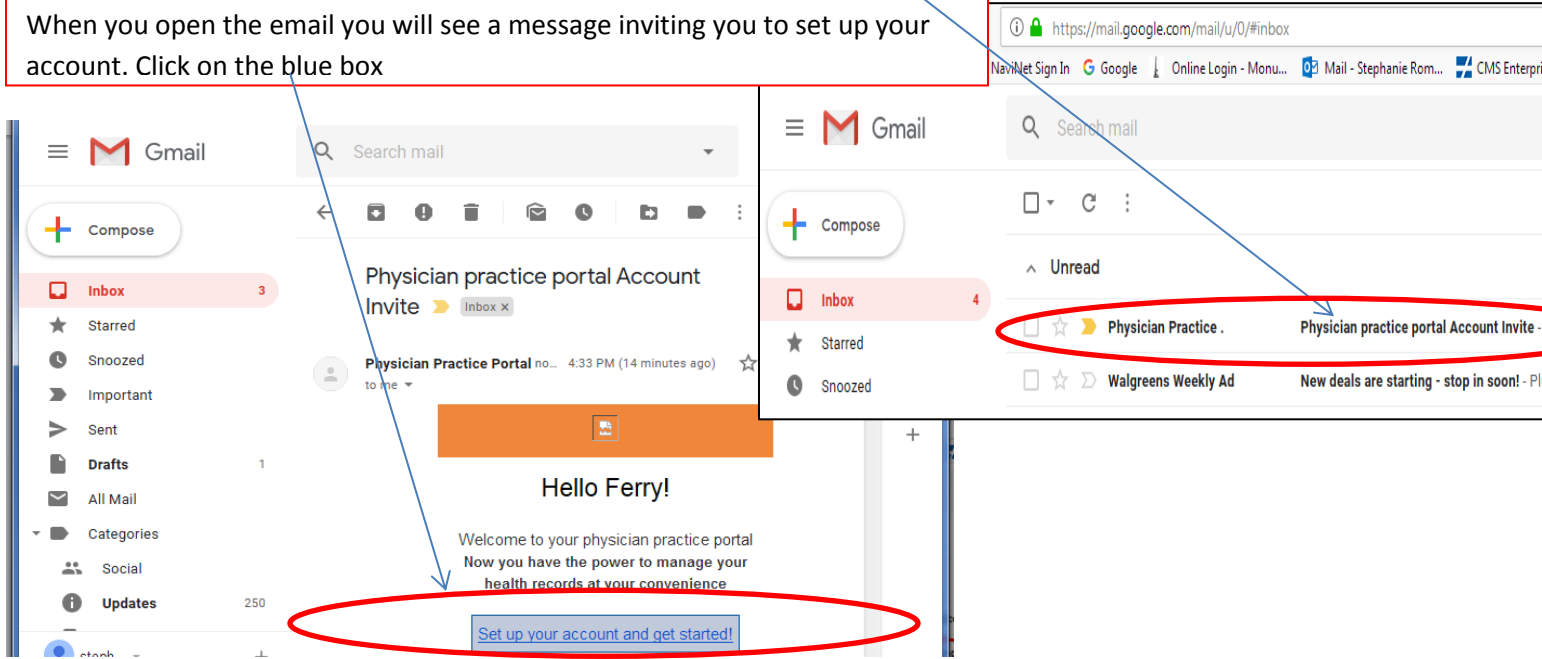 When you open the email you will see a message inviting you to set up your
account. Click on the blue box
https://mail.google.com/mail/u/0/#inbox
NaviNet Sign In Google Online Login - Monu... Mail - Stephanie Rom... CMS Enterpri
Gmail
Search mail
Compose
Unread
Inbox 4
Physician Practice . Physician practice portal Account Invite -
Starred
Walgreens Weekly Ad New deals are starting - stop in soon! - Pl
Snoozed
Gmail
Search mail
Compose
Physician practice portal Account
Invite Inbox x
Inbox 3
Starred
Snoozed
Important
Sent
Drafts 1
All Mail
Categories
Social
Updates 250
steph
Physician Practice Portal no... 4:33 PM (14 minutes ago)
to me
Hello Ferry!
Welcome to your physician practice portal
Now you have the power to manage your
health records at your convenience
Set up your account and get started!